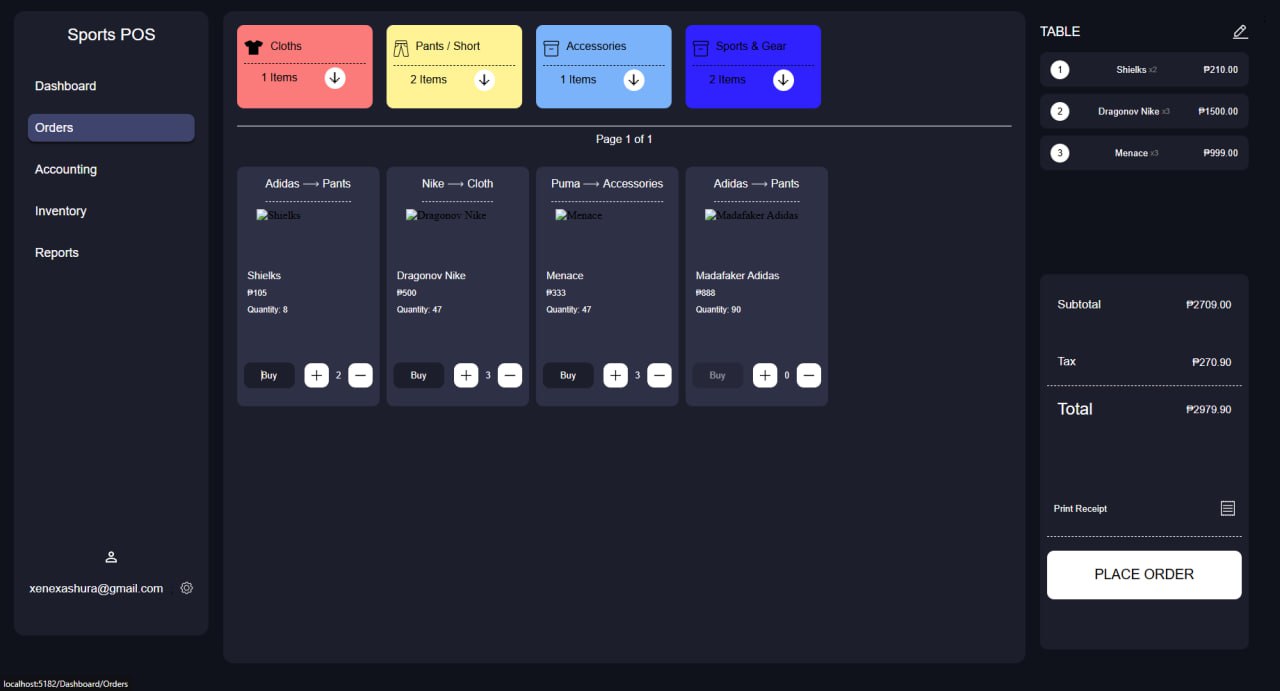 Sports POS
Dashboard
Orders
Accounting
Inventory
Reports
xenexashura@gmail.com
Cloths
1 Items
Pants / Short
2 Items
Accessories
1 Items
Sports & Gear
2 Items
Page 1 of 1
Adidas ⟶ Pants
Shielks
Shielks
₱105
Quantity: 8
Buy
2
Nike ⟶ Cloth
Dragonov Nike
Dragonov Nike
₱500
Quantity: 47
Buy
3
Puma ⟶ Accessories
Menace
Menace
₱333
Quantity: 47
Buy
3
Adidas ⟶ Pants
Madafaker Adidas
Madafaker Adidas
₱888
Quantity: 90
Buy
0
TABLE
1 Shielks x2 ₱210.00
2 Dragonov Nike x3 ₱1500.00
3 Menace x3 ₱999.00
Subtotal ₱2709.00
Tax ₱270.90
Total ₱2979.90
Print Receipt
PLACE ORDER
localhost:5182/Dashboard/Orders